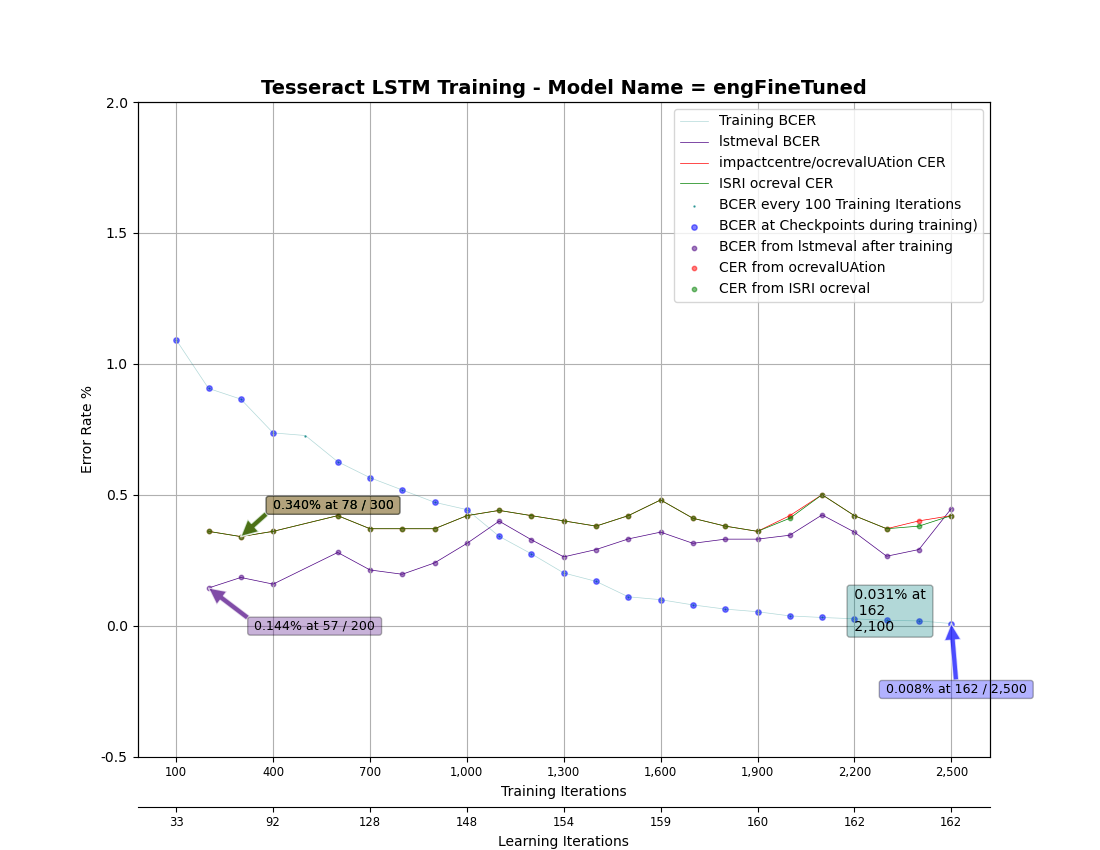 Tesseract LSTM Training - Model Name = engFineTuned
2.0
1.5
1.0
0.5
0.0
-0.5
Error Rate %
Training BCER
lstmeval BCER
impactcentre/ocrevalUAtion CER
ISRI ocreval CER
BCER every 100 Training Iterations
BCER at Checkpoints during training)
BCER from lstmeval after training
CER from ocrevalUAtion
CER from ISRI ocreval
0.340% at 78 / 300
0.144% at 57 / 200
0.031% at
162
2,100
0.008% at 162 / 2,500
100 400 700 1,000 1,300 1,600 1,900 2,200 2,500
Training Iterations
33 92 128 148 154 159 160 162 162
Learning Iterations